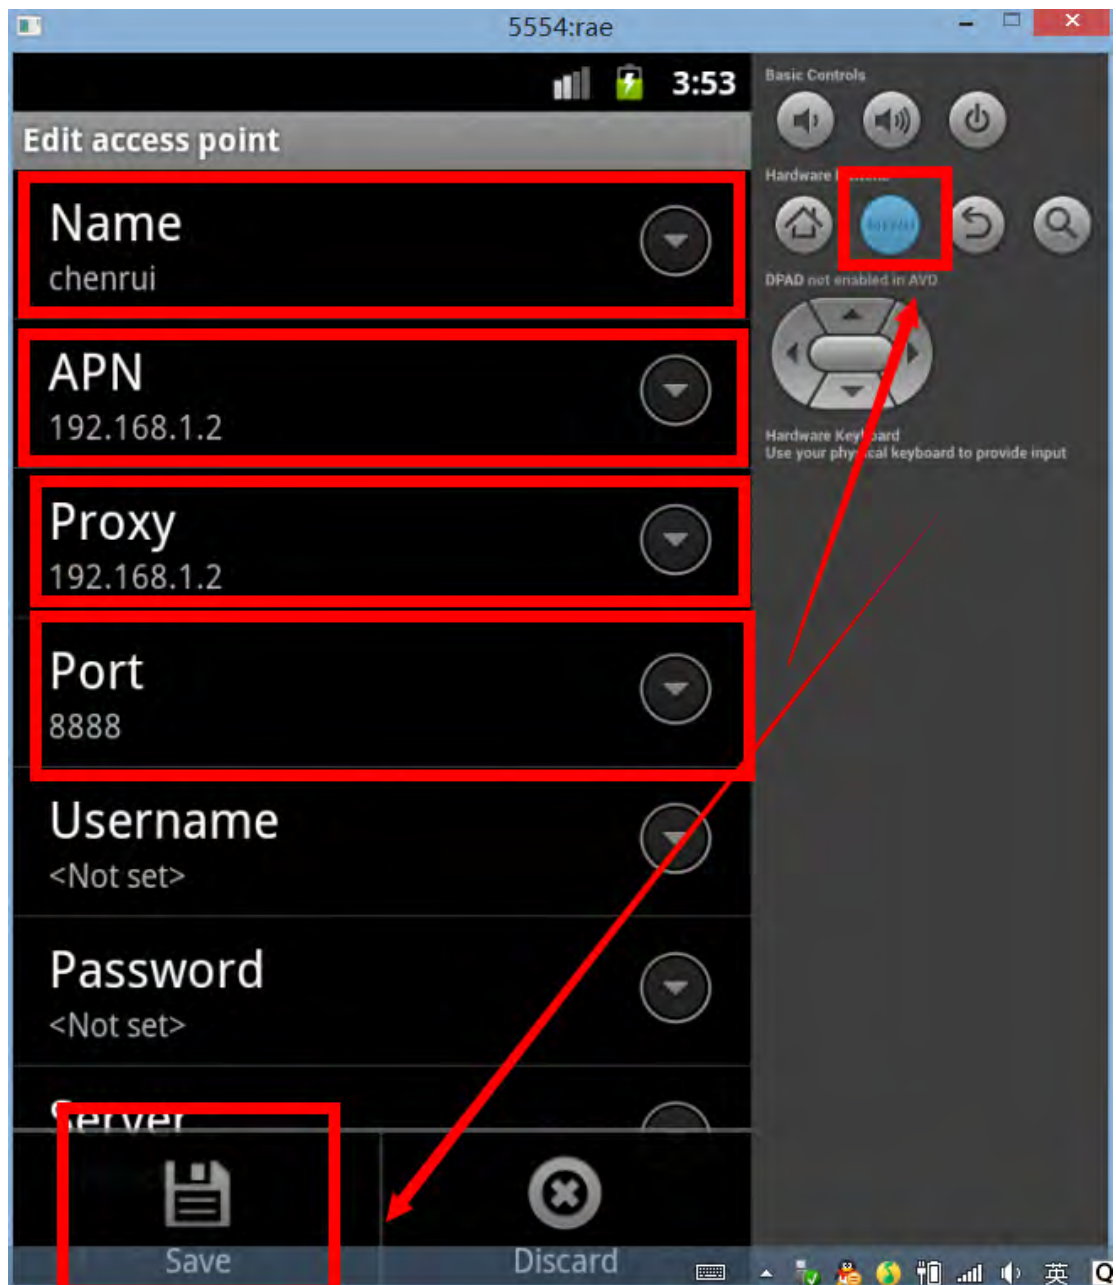 5554:rae
3:53
Edit access point
Name
chenrui
APN
192.168.1.2
Proxy
192.168.1.2
Port
8888
Username
<Not set>
Password
<Not set>
Server
Save
Discard
Basic Controls
Hardware
DPAD not enabled in AVD
Hardware Keyboard
Use your physical keyboard to provide input
英